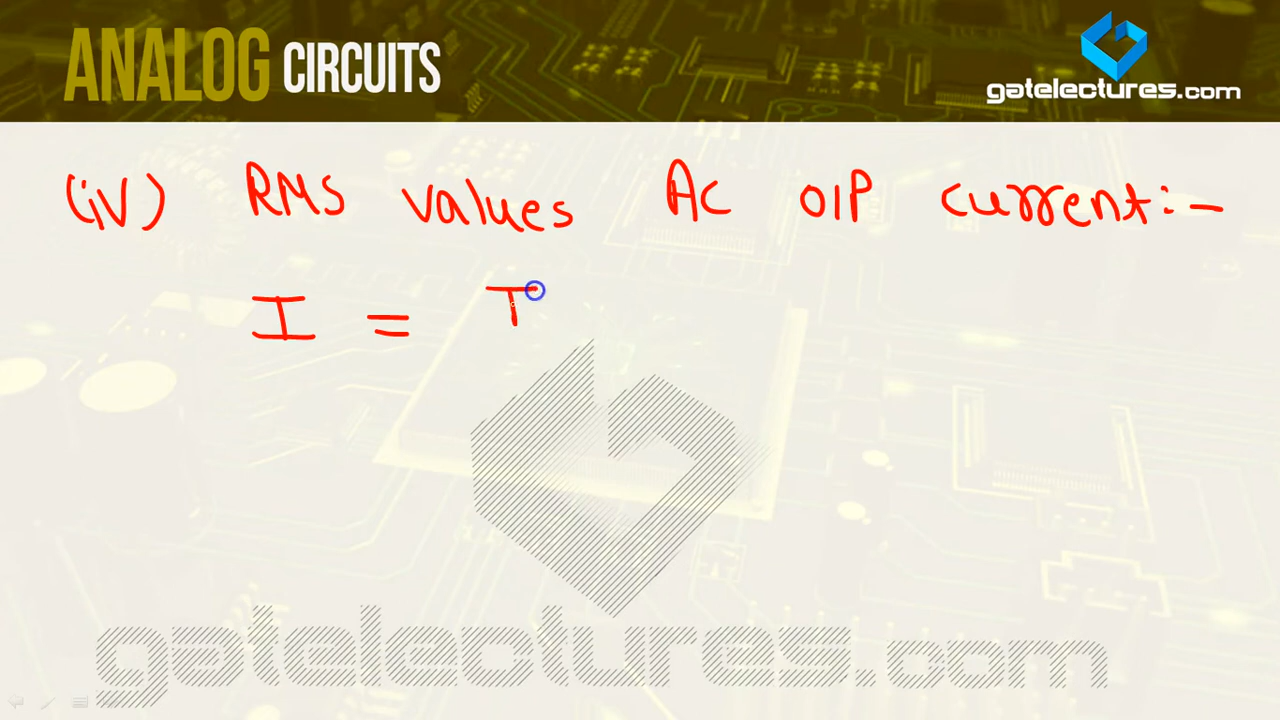 ANALOG CIRCUITS
gatelectures.com
(iv) RMS values AC O/P current:-
I =
gatelectures.com